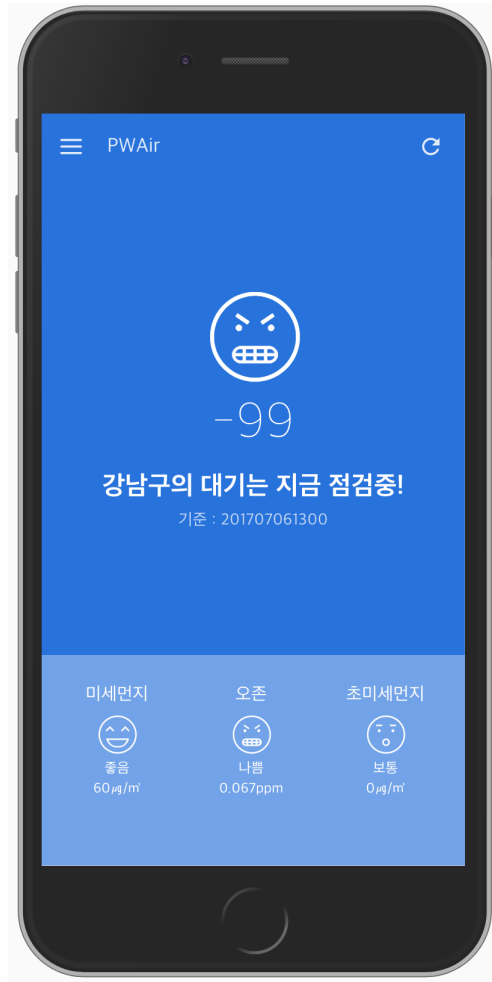 PWAir
-99
강남구의 대기는 지금 점검중!
기준 : 201707061300
미세먼지 오존 초미세먼지
좋음 나쁨 보통
60㎍/㎥ 0.067ppm 0㎍/㎥